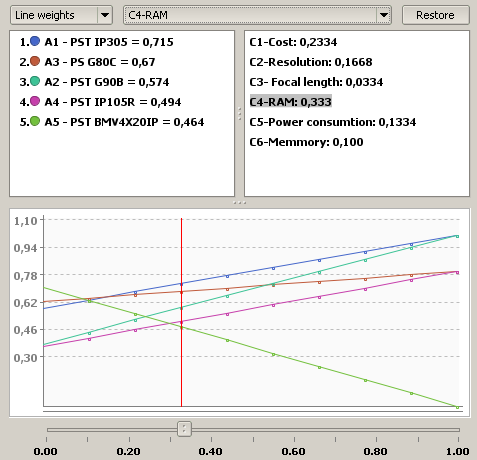 Line weights
C4-RAM
Restore
1. A1 - PST IP305 = 0,715
2. A3 - PS G80C = 0,67
3. A2 - PST G90B = 0,574
4. A4 - PST IP105R = 0,494
5. A5 - PST BMV4X20IP = 0,464
C1-Cost: 0,2334
C2-Resolution: 0,1668
C3- Focal length: 0,0334
C4-RAM: 0,333
C5-Power consumtion: 0,1334
C6-Memmory: 0,100
1,10
0,94
0,78
0,62
0,46
0,30
0.00 0.20 0.40 0.60 0.80 1.00